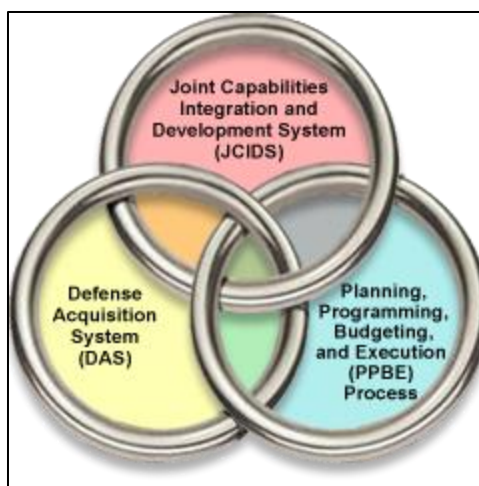 Joint Capabilities
Integration and
Development System
(JCIDS)
Defense
Acquisition
System
(DAS)
Planning,
Programming,
Budgeting,
and Execution
(PPBE)
Process